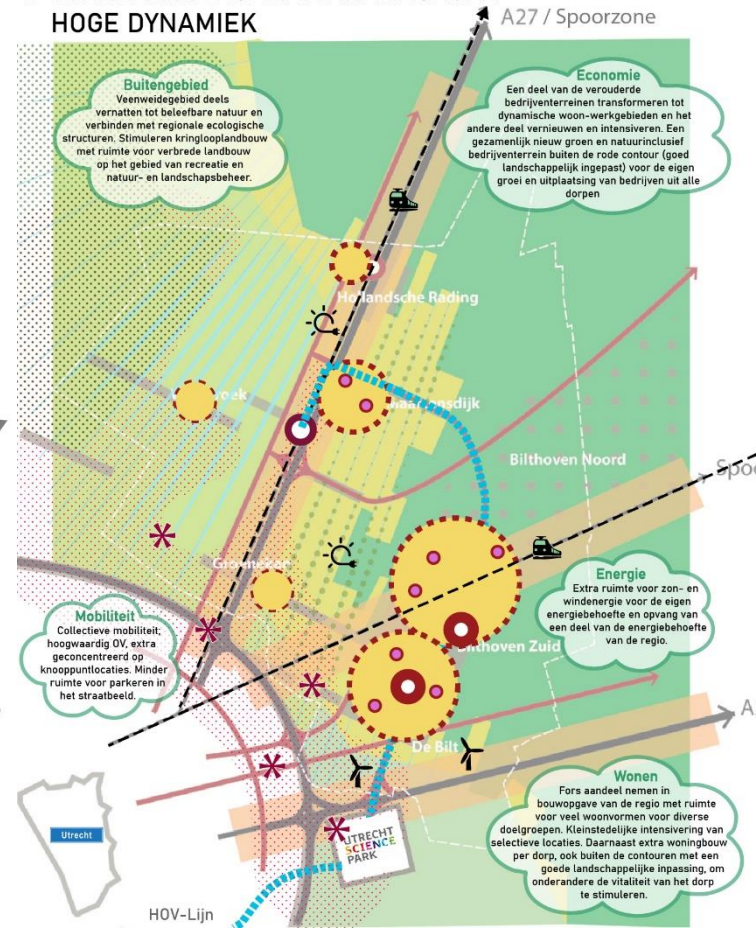 HOGE DYNAMIEK
A27 / Spoorzone
Buitengebied
Veenweidegebied deels
vernatten tot beleefbare natuur en
verbinden met regionale ecologische
structuren. Stimuleren kringlooplandbouw
met ruimte voor verbrede landbouw
op het gebied van recreatie en
natuur- en landschapsbeheer.
Economie
Een deel van de verouderde
bedrijventerreinen transformeren tot
dynamische woon-werkgebieden en het
andere deel vernieuwen en intensiveren. Een
gezamenlijk nieuw groen en natuurinclusief
bedrijventerrein buiten de rode contour (goed
landschappelijk ingepast) voor de eigen
groei en uitplaatsing van bedrijven uit alle
dorpen
Hollandsche Rading
Bilthoven Noord
Spoo
Energie
Extra ruimte voor zon- en
windenergie voor de eigen
energiebehoefte en opvang van
een deel van de energiebehoefte
van de regio.
Mobiliteit
Collectieve mobiliteit;
hoogwaardig OV, extra
geconcentreerd op
knooppuntlocaties. Minder
ruimte voor parkeren in
het straatbeeld.
Bilthoven Zuid
A
De Bilt
Wonen
Fors aandeel nemen in
bouwopgave van de regio met ruimte
voor veel woonvormen voor diverse
doelgroepen. Kleinstedelijke intensivering van
selectieve locaties. Daarnaast extra woningbouw
per dorp, ook buiten de contouren met een
goede landschappelijke inpassing, om
onderandere de vitaliteit van het dorp
te stimuleren.
Utrecht
UTRECHT
SCIENCE
PARK
HOV-Lijn